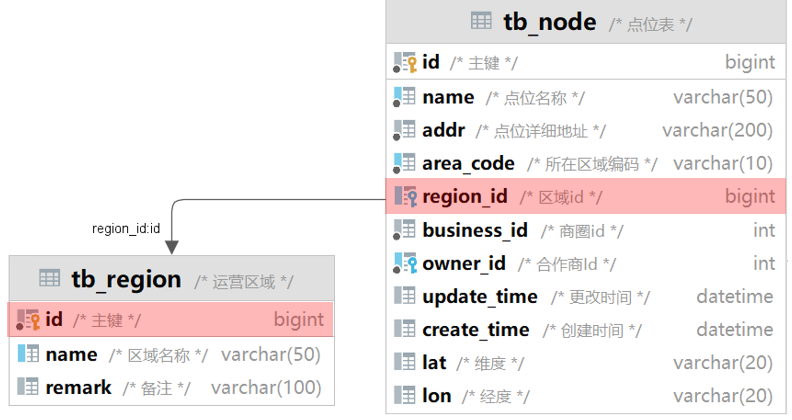 tb_node /* 点位表 */
id /* 主键 */ bigint
name /* 点位名称 */ varchar(50)
addr /* 点位详细地址 */ varchar(200)
area_code /* 所在区域编码 */ varchar(10)
region_id /* 区域id */ bigint
business_id /* 商圈id */ int
owner_id /* 合作商Id */ int
update_time /* 更改时间 */ datetime
create_time /* 创建时间 */ datetime
lat /* 维度 */ varchar(20)
lon /* 经度 */ varchar(20)
region_id:id
tb_region /* 运营区域 */
id /* 主键 */ bigint
name /* 区域名称 */ varchar(50)
remark /* 备注 */ varchar(100)